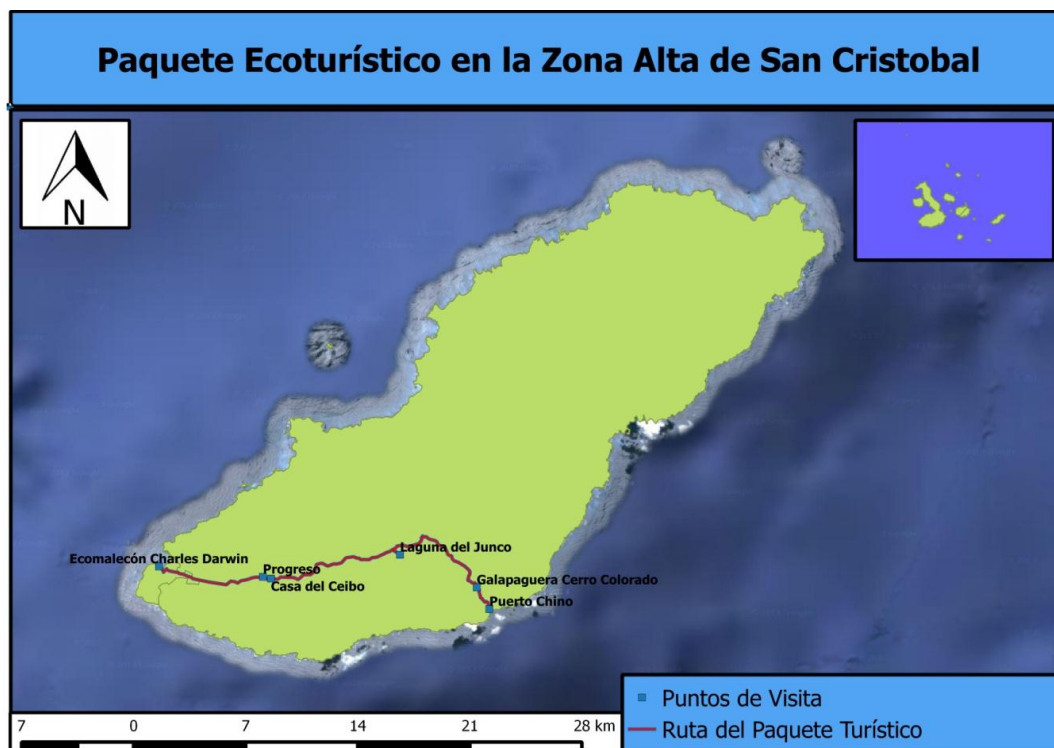 Paquete Ecoturístico en la Zona Alta de San Cristobal
N
Ecomalecón Charles Darwin
Progreso
Casa del Ceibo
Laguna del Junco
Galapaguera Cerro Colorado
Puerto Chino
Puntos de Visita
Ruta del Paquete Turístico
7 0 7 14 21 28 km